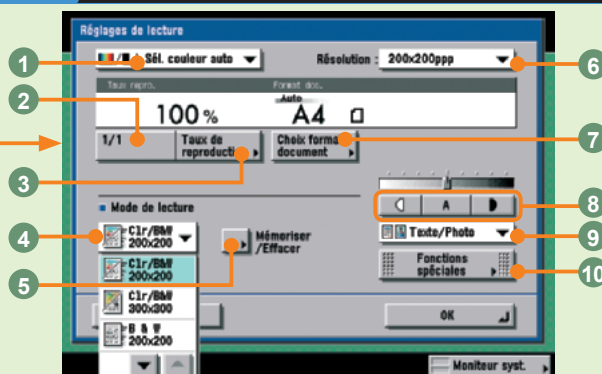 Réglages de lecture
1
Sél. couleur auto
Résolution : 200x200ppp
6
Taux repro.
Format doc.
2
100 %
Auto
A4
1/1
Taux de
reproduction
Choix format
document
7
3
Mode de lecture
A
8
4
Clr/B&W
200x200
Mémoriser
/Effacer
Texte/Photo
9
Clr/B&W
200x200
5
Fonctions
spéciales
10
Clr/B&W
300x300
B & W
200x200
OK
Moniteur syst.